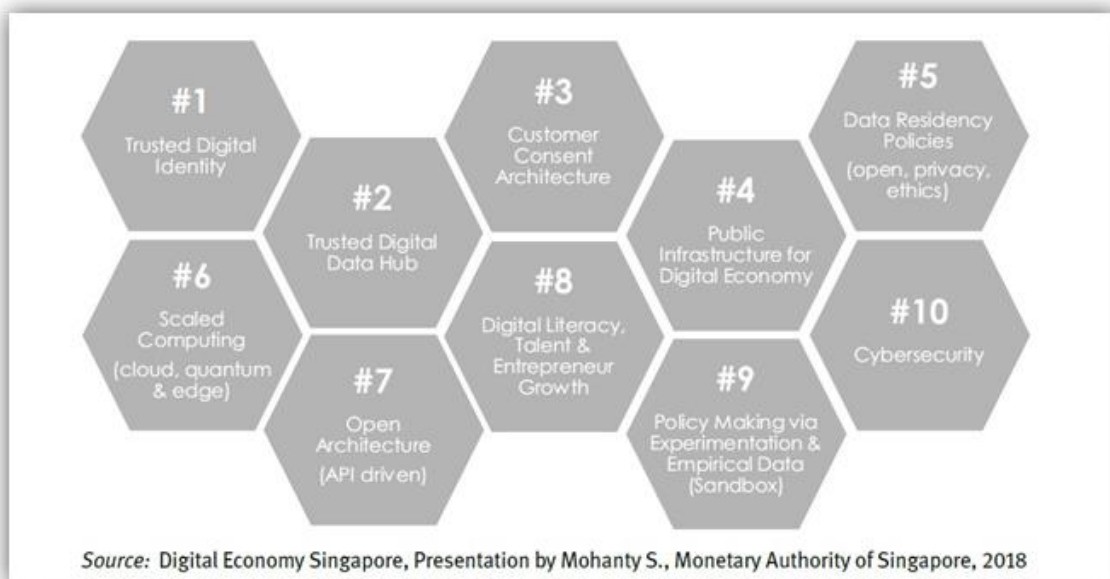 #1
Trusted Digital
Identity
#2
Trusted Digital
Data Hub
#3
Customer
Consent
Architecture
#4
Public
Infrastructure for
Digital Economy
#5
Data Residency
Policies
(open, privacy,
ethics)
#6
Scaled
Computing
(cloud, quantum
& edge)
#7
Open
Architecture
(API driven)
#8
Digital Literacy,
Talent &
Entrepreneur
Growth
#9
Policy Making via
Experimentation &
Empirical Data
(Sandbox)
#10
Cybersecurity
Source: Digital Economy Singapore, Presentation by Mohanty S., Monetary Authority of Singapore, 2018